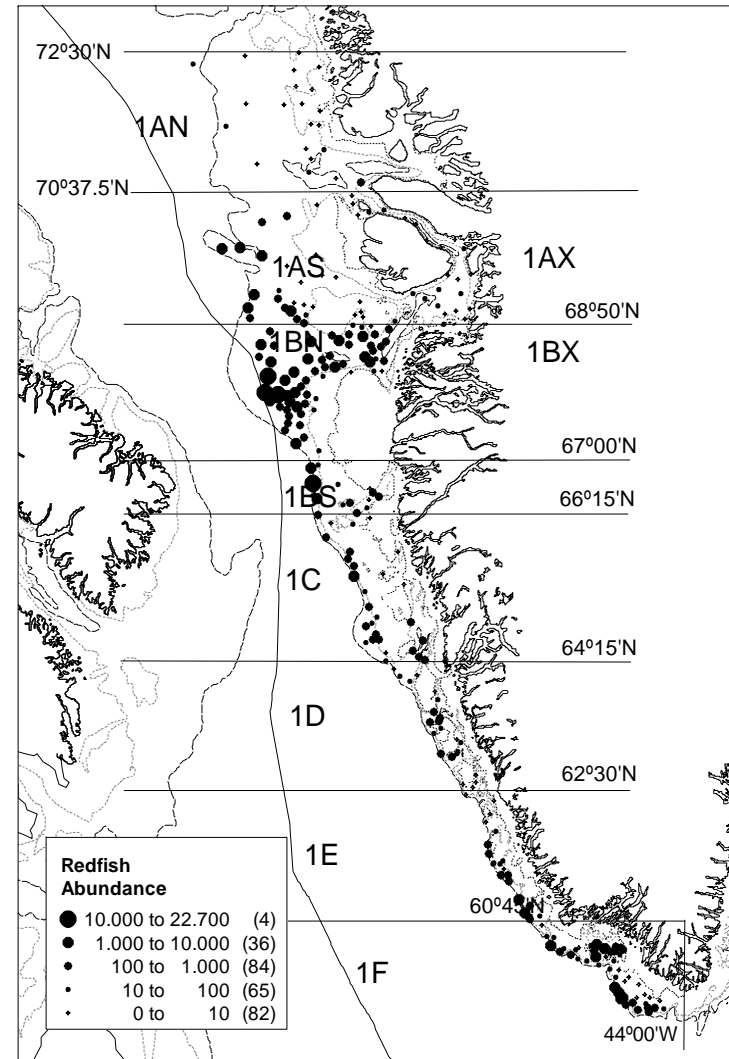 72º30'N
1AN
70º37.5'N
1AS
1AX
68º50'N
1BN
1BX
67º00'N
1BS
66º15'N
1C
64º15'N
1D
62º30'N
1E
60º45'N
1F
44º00'W
Redfish
Abundance
10.000 to 22.700 (4)
1.000 to 10.000 (36)
100 to 1.000 (84)
10 to 100 (65)
0 to 10 (82)